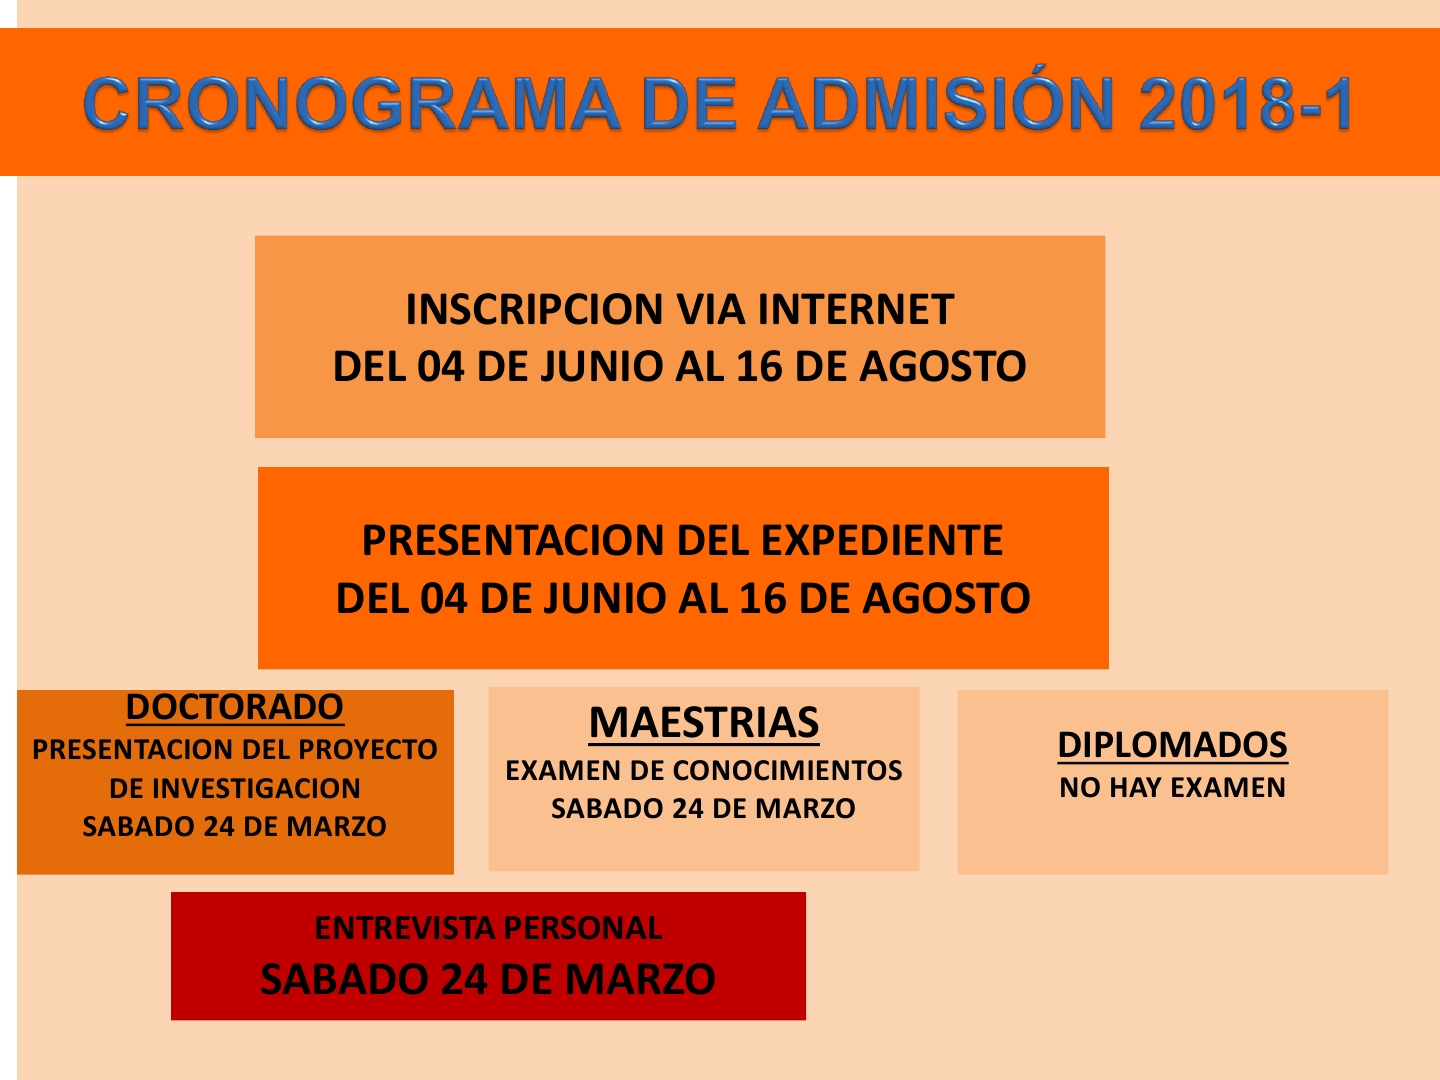 CRONOGRAMA DE ADMISIÓN 2018-1
INSCRIPCION VIA INTERNET
DEL 04 DE JUNIO AL 16 DE AGOSTO
PRESENTACION DEL EXPEDIENTE
DEL 04 DE JUNIO AL 16 DE AGOSTO
DOCTORADO
PRESENTACION DEL PROYECTO
DE INVESTIGACION
SABADO 24 DE MARZO
MAESTRIAS
EXAMEN DE CONOCIMIENTOS
SABADO 24 DE MARZO
DIPLOMADOS
NO HAY EXAMEN
ENTREVISTA PERSONAL
SABADO 24 DE MARZO